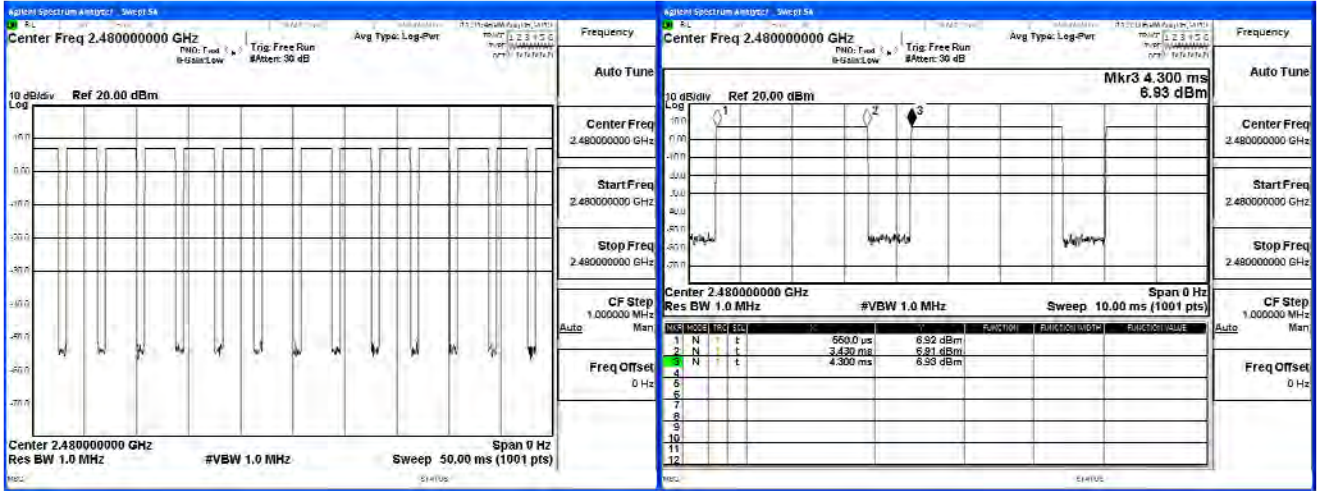 Agilent Spectrum Analyzer - Swept SA
Center Freq 2.480000000 GHz
Avg Type: Log-Pwr
Trig: Free Run
#Atten: 30 dB
10 dB/div
Ref 20.00 dBm
Log
0.00
Center 2.480000000 GHz
Span 0 Hz
Res BW 1.0 MHz
#VBW 1.0 MHz
Sweep 50.00 ms (1001 pts)
MSG
STATUS
Frequency
Auto Tune
Center Freq
2.480000000 GHz
Start Freq
2.480000000 GHz
Stop Freq
2.480000000 GHz
CF Step
1.000000 MHz
Auto Man
Freq Offset
0 Hz
Agilent Spectrum Analyzer - Swept SA
Center Freq 2.480000000 GHz
Avg Type: Log-Pwr
Trig: Free Run
#Atten: 30 dB
Mkr3 4.300 ms
6.93 dBm
10 dB/div
Ref 20.00 dBm
Log
1
2
3
Center 2.480000000 GHz
Span 0 Hz
Res BW 1.0 MHz
#VBW 1.0 MHz
Sweep 10.00 ms (1001 pts)
MKR MODE TRC SCL X Y FUNCTION FUNCTION WIDTH FUNCTION VALUE
1 N 1 t 550.0 µs 6.92 dBm
2 N 1 t 3.430 ms 6.91 dBm
3 N 1 t 4.300 ms 6.93 dBm
4
5
6
7
8
9
10
11
12
MSG
STATUS
Frequency
Auto Tune
Center Freq
2.480000000 GHz
Start Freq
2.480000000 GHz
Stop Freq
2.480000000 GHz
CF Step
1.000000 MHz
Auto Man
Freq Offset
0 Hz